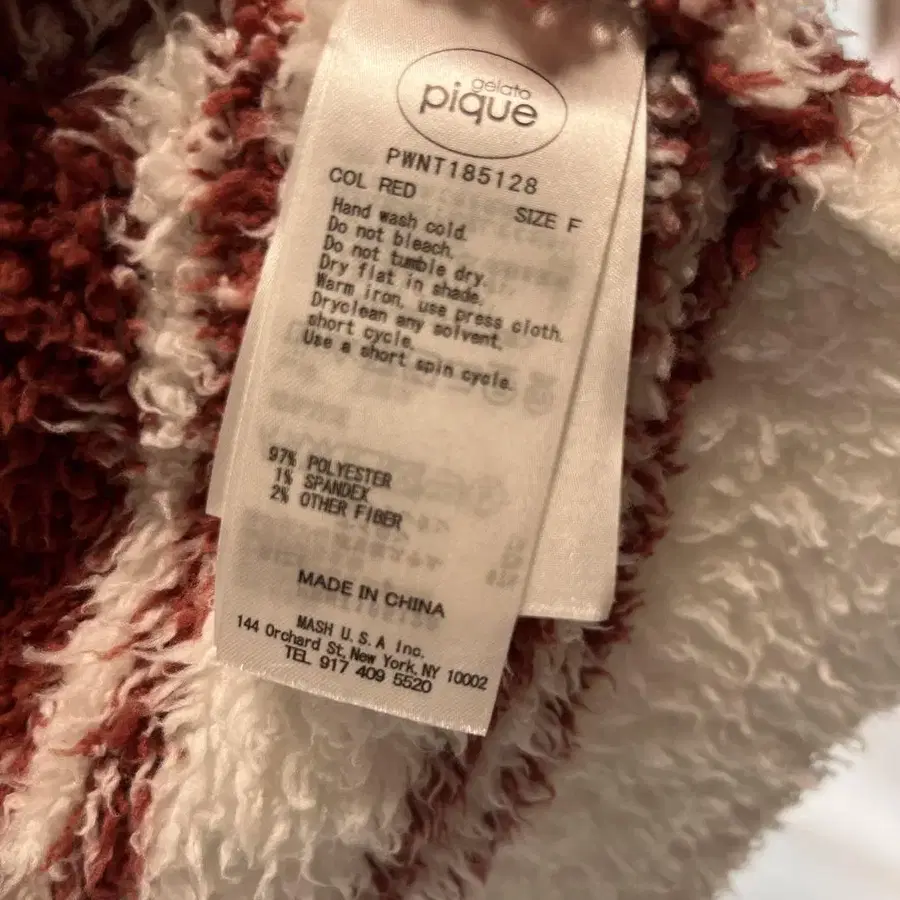 gelato
pique
PWNT185128
COL RED
SIZE F
Hand wash cold.
Do not bleach.
Do not tumble dry.
Dry flat in shade.
Warm iron, use press cloth.
Dryclean any solvent,
short cycle.
Use a short spin cycle.
97% POLYESTER
1% SPANDEX
2% OTHER FIBER
MADE IN CHINA
MASH U.S.A Inc.
144 Orchard St, New York, NY 10002
TEL 917 409 5520